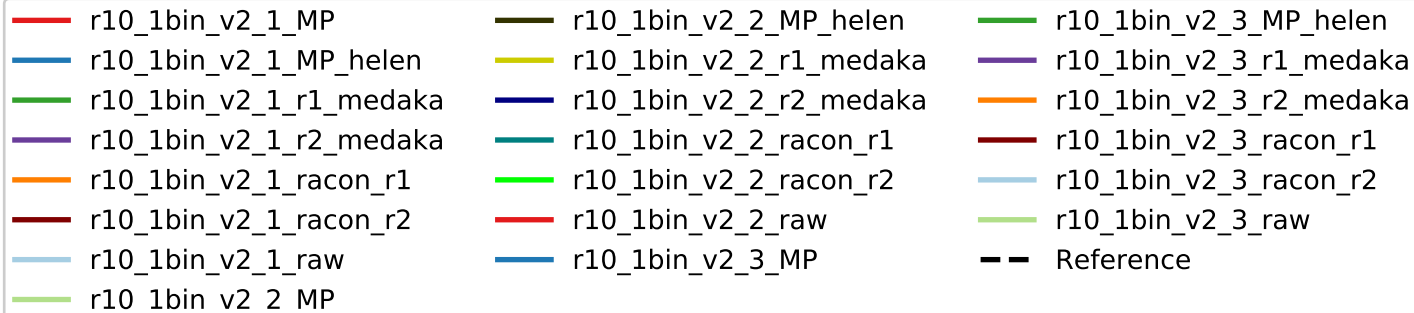 r10_1bin_v2_1_MP
r10_1bin_v2_1_MP_helen
r10_1bin_v2_1_r1_medaka
r10_1bin_v2_1_r2_medaka
r10_1bin_v2_1_racon_r1
r10_1bin_v2_1_racon_r2
r10_1bin_v2_1_raw
r10_1bin_v2_2_MP
r10_1bin_v2_2_MP_helen
r10_1bin_v2_2_r1_medaka
r10_1bin_v2_2_r2_medaka
r10_1bin_v2_2_racon_r1
r10_1bin_v2_2_racon_r2
r10_1bin_v2_2_raw
r10_1bin_v2_3_MP
r10_1bin_v2_3_MP_helen
r10_1bin_v2_3_r1_medaka
r10_1bin_v2_3_r2_medaka
r10_1bin_v2_3_racon_r1
r10_1bin_v2_3_racon_r2
r10_1bin_v2_3_raw
Reference